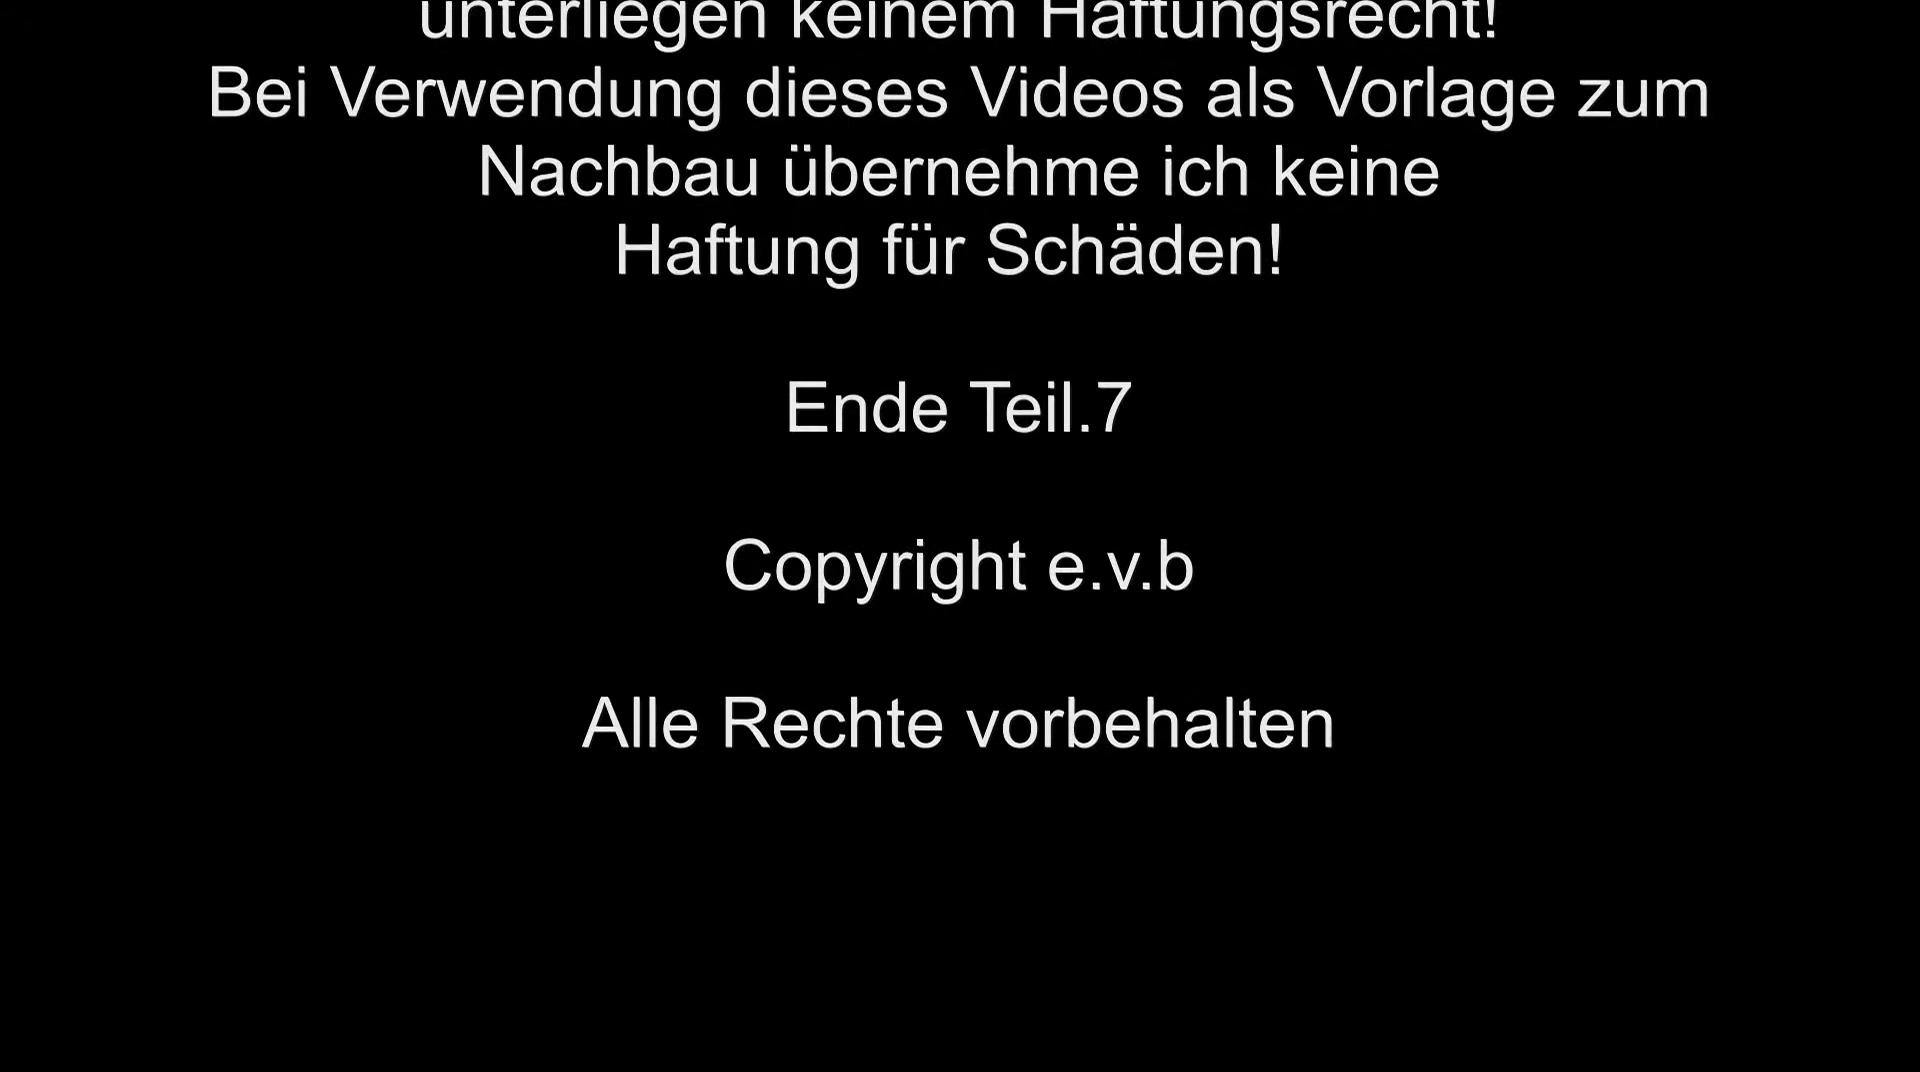 unterliegen keinem Haftungsrecht!
Bei Verwendung dieses Videos als Vorlage zum
Nachbau übernehme ich keine
Haftung für Schäden!
Ende Teil.7
Copyright e.v.b
Alle Rechte vorbehalten